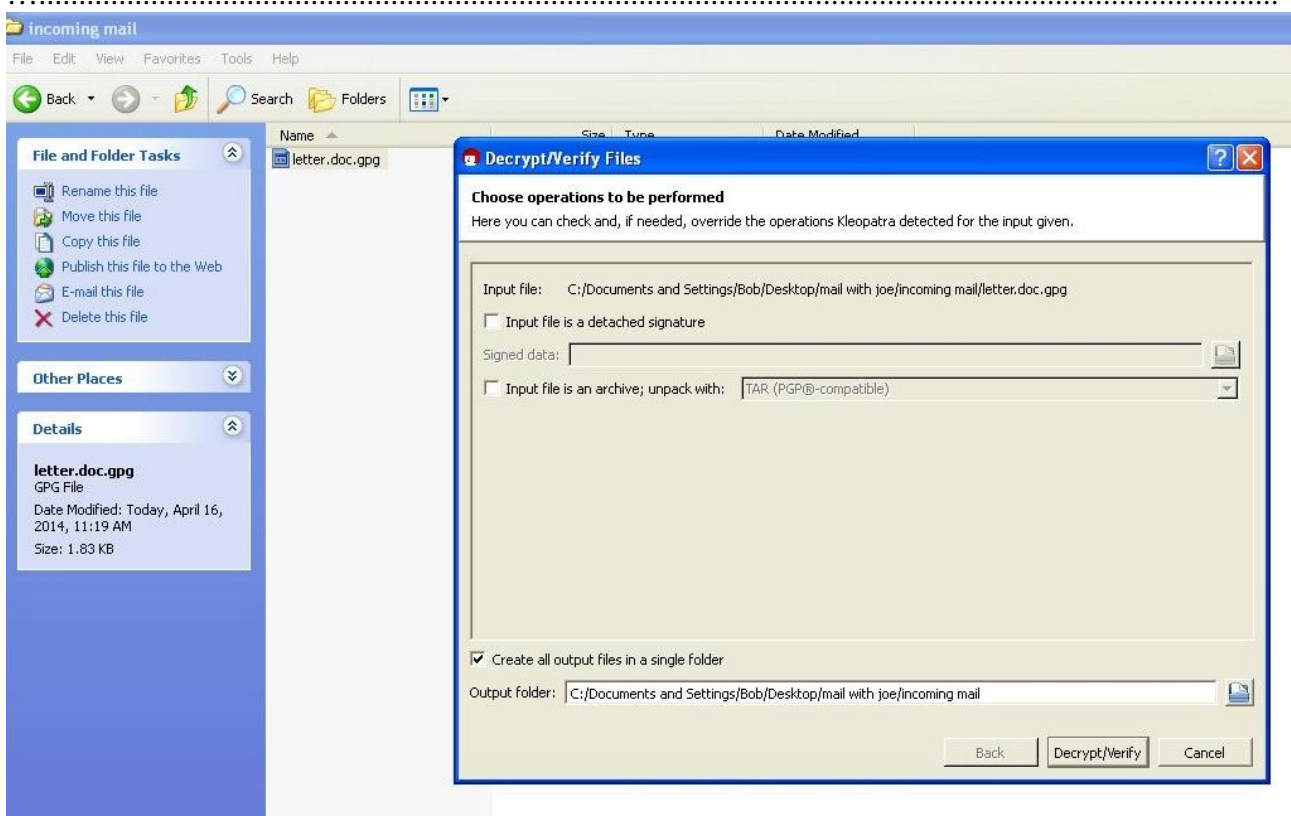 incoming mail
File Edit View Favorites Tools Help
Back Search Folders
Name Size Type Date Modified
File and Folder Tasks
Rename this file
Move this file
Copy this file
Publish this file to the Web
E-mail this file
Delete this file
Other Places
Details
letter.doc.gpg
GPG File
Date Modified: Today, April 16,
2014, 11:19 AM
Size: 1.83 KB
letter.doc.gpg
Decrypt/Verify Files
Choose operations to be performed
Here you can check and, if needed, override the operations Kleopatra detected for the input given.
Input file: C:/Documents and Settings/Bob/Desktop/mail with joe/incoming mail/letter.doc.gpg
Input file is a detached signature
Signed data:
Input file is an archive; unpack with: TAR (PGP®-compatible)
Create all output files in a single folder
Output folder: C:/Documents and Settings/Bob/Desktop/mail with joe/incoming mail
Back Decrypt/Verify Cancel